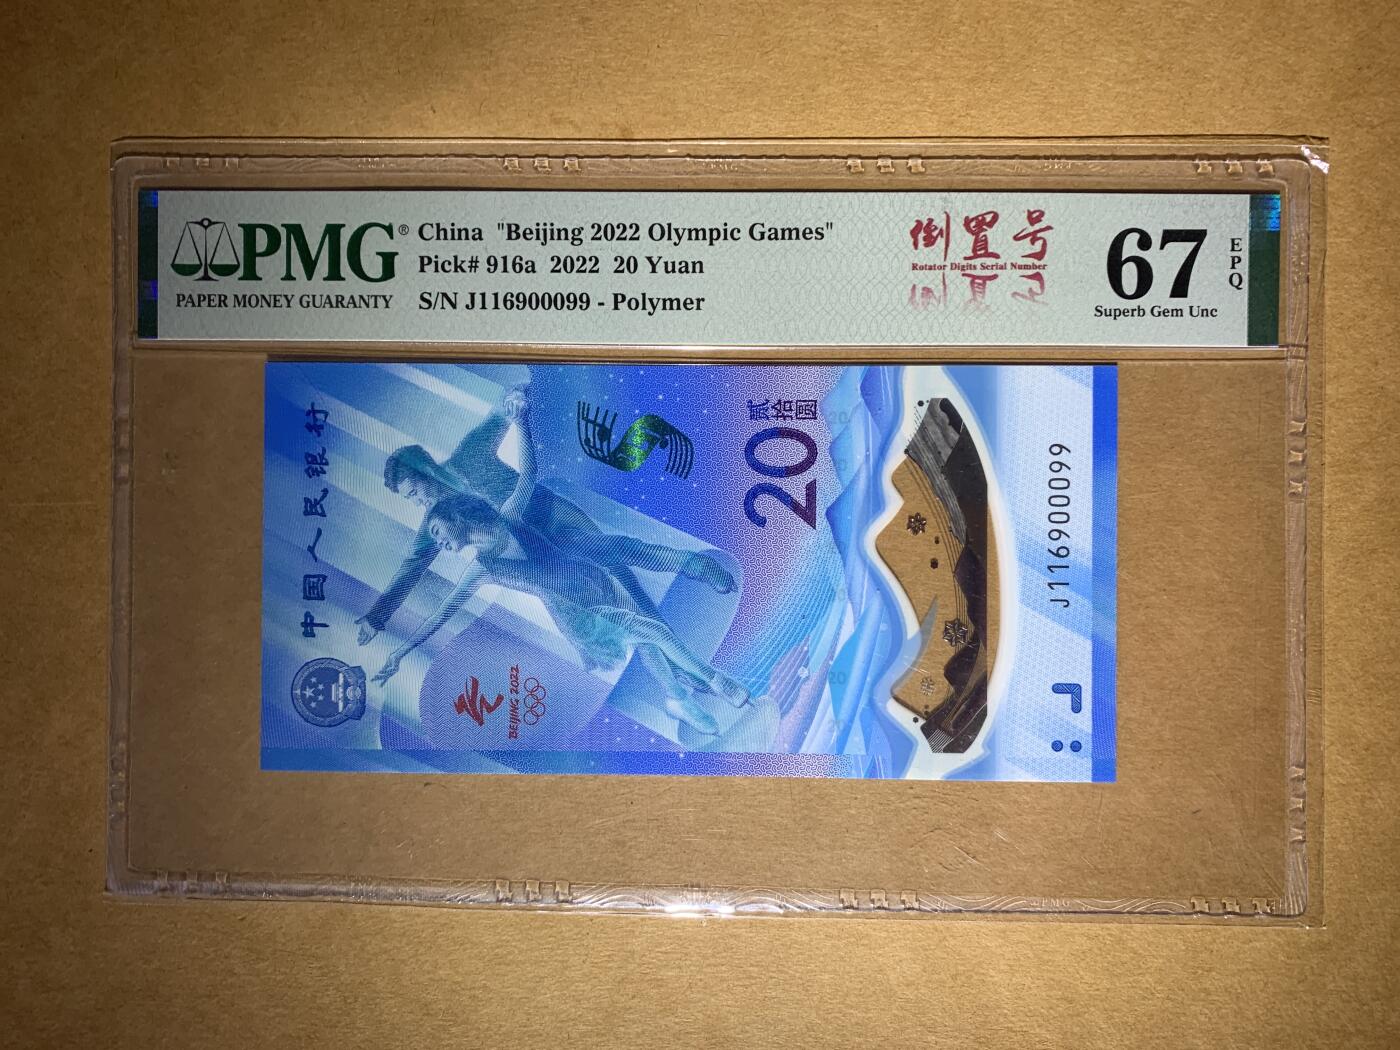 PMG®
PAPER MONEY GUARANTY
China "Beijing 2022 Olympic Games"
Pick# 916a 2022 20 Yuan
S/N J116900099 - Polymer
倒置号
Rotator Digits Serial Number
67
EPQ
Superb Gem Unc
中国人民银行
BEIJING 2022
贰拾圆
20
J116900099